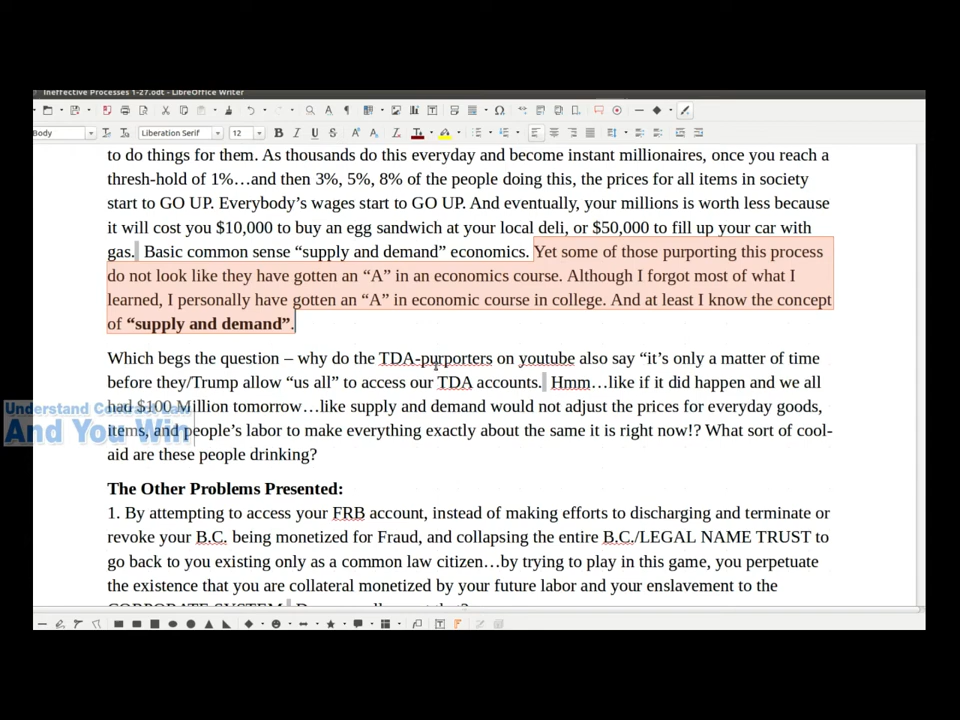 Ineffective Processes 1-27.odt - LibreOffice Writer
Body Liberation Serif 12
to do things for them. As thousands do this everyday and become instant millionaires, once you reach a
thresh-hold of 1%…and then 3%, 5%, 8% of the people doing this, the prices for all items in society
start to GO UP. Everybody’s wages start to GO UP. And eventually, your millions is worth less because
it will cost you $10,000 to buy an egg sandwich at your local deli, or $50,000 to fill up your car with
gas. Basic common sense “supply and demand” economics. Yet some of those purporting this process
do not look like they have gotten an “A” in an economics course. Although I forgot most of what I
learned, I personally have gotten an “A” in economic course in college. And at least I know the concept
of “supply and demand”.
Which begs the question – why do the TDA-purporters on youtube also say “it’s only a matter of time
before they/Trump allow “us all” to access our TDA accounts. Hmm…like if it did happen and we all
had $100 Million tomorrow…like supply and demand would not adjust the prices for everyday goods,
items, and people’s labor to make everything exactly about the same it is right now!? What sort of cool-
aid are these people drinking?
Understand Contract Law
And You Win
The Other Problems Presented:
1. By attempting to access your FRB account, instead of making efforts to discharging and terminate or
revoke your B.C. being monetized for Fraud, and collapsing the entire B.C./LEGAL NAME TRUST to
go back to you existing only as a common law citizen…by trying to play in this game, you perpetuate
the existence that you are collateral monetized by your future labor and your enslavement to the
CORPORATE SYSTEM.